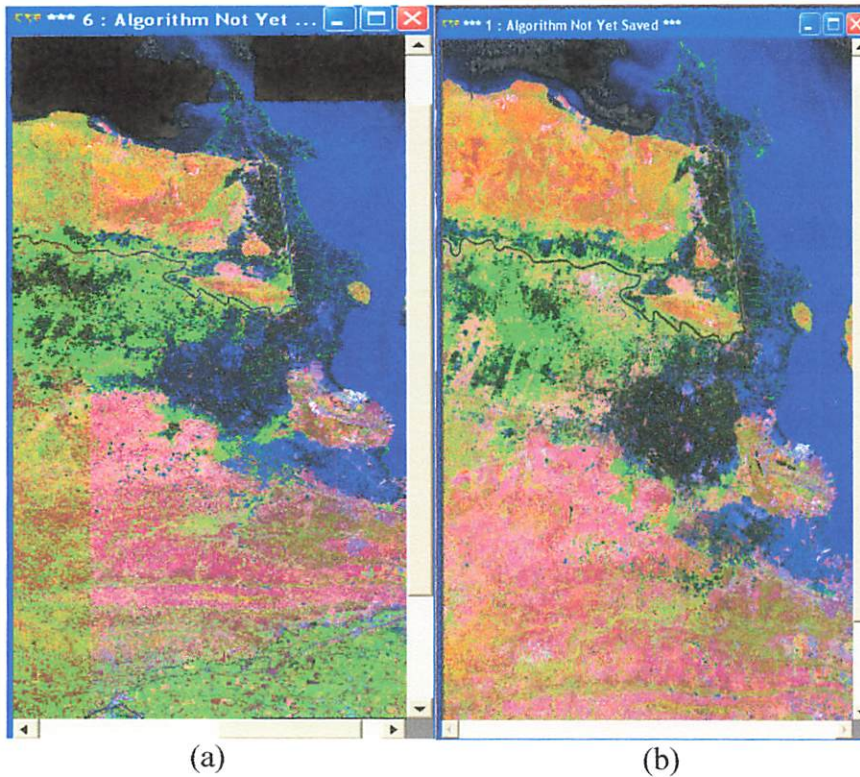 *** 6 : Algorithm Not Yet ...
*** 1 : Algorithm Not Yet Saved ***
(a)
(b)